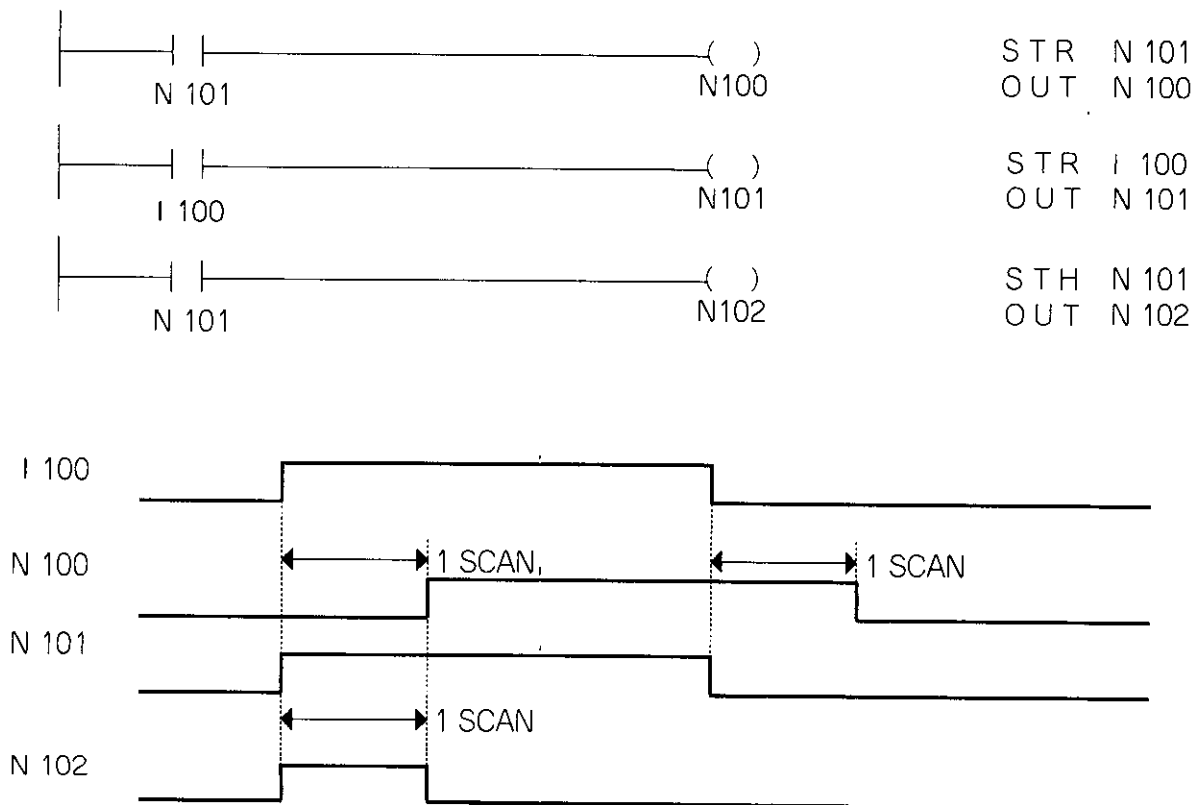 N 101
N100
STR N 101
OUT N 100
I 100
N101
STR I 100
OUT N 101
N 101
N102
STH N 101
OUT N 102
I 100
N 100
1 SCAN
1 SCAN
N 101
1 SCAN
N 102